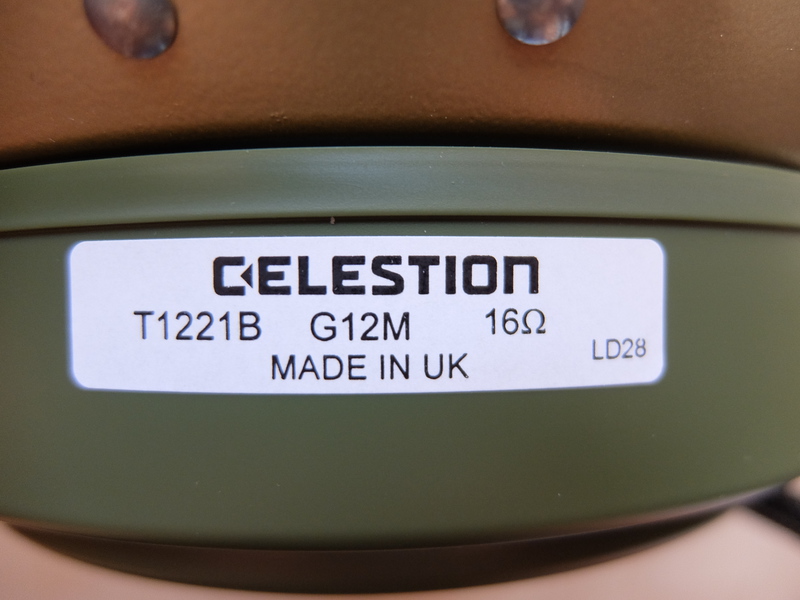 CELESTION
T1221B G12M 16Ω
MADE IN UK
LD28